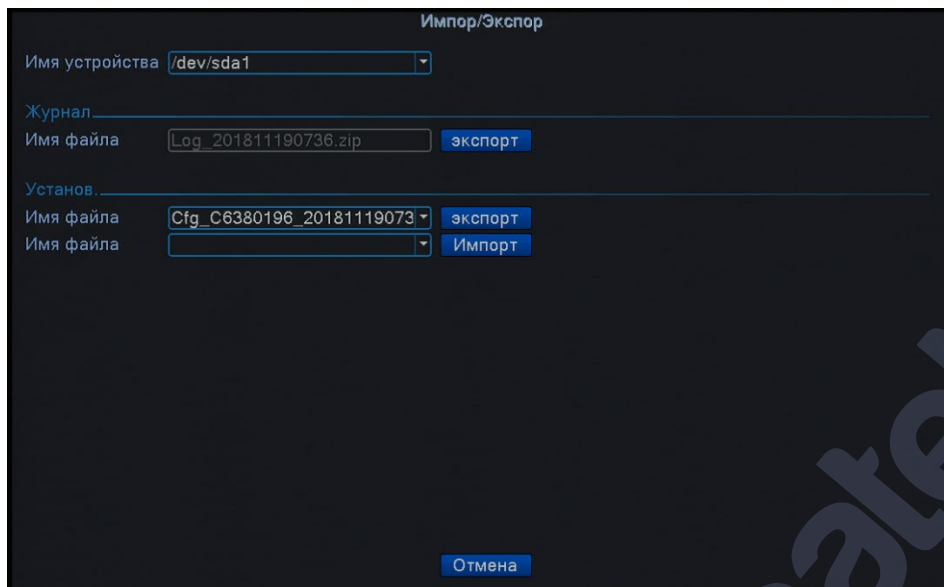 Импор/Экспор
Имя устройства /dev/sda1
Журнал
Имя файла Log_201811190736.zip экспорт
Установ.
Имя файла Cfg_C6380196_20181119073 экспорт
Имя файла Импорт
Отмена